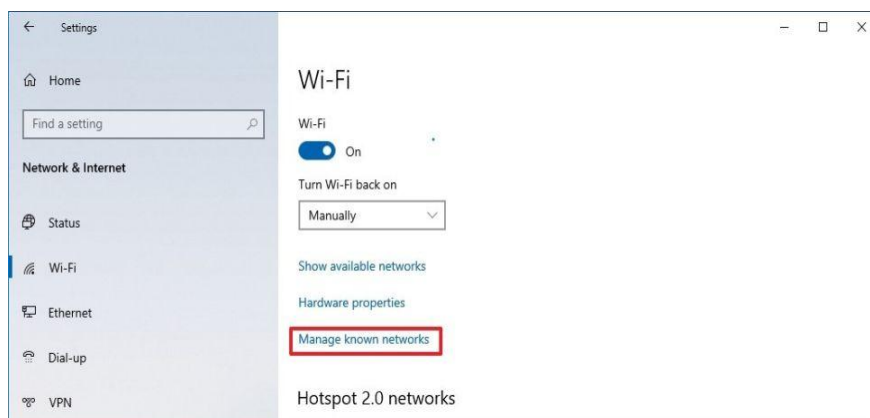 Settings
Home
Find a setting
Network & Internet
Status
Wi-Fi
Ethernet
Dial-up
VPN
Wi-Fi
Wi-Fi
On
Turn Wi-Fi back on
Manually
Show available networks
Hardware properties
Manage known networks
Hotspot 2.0 networks